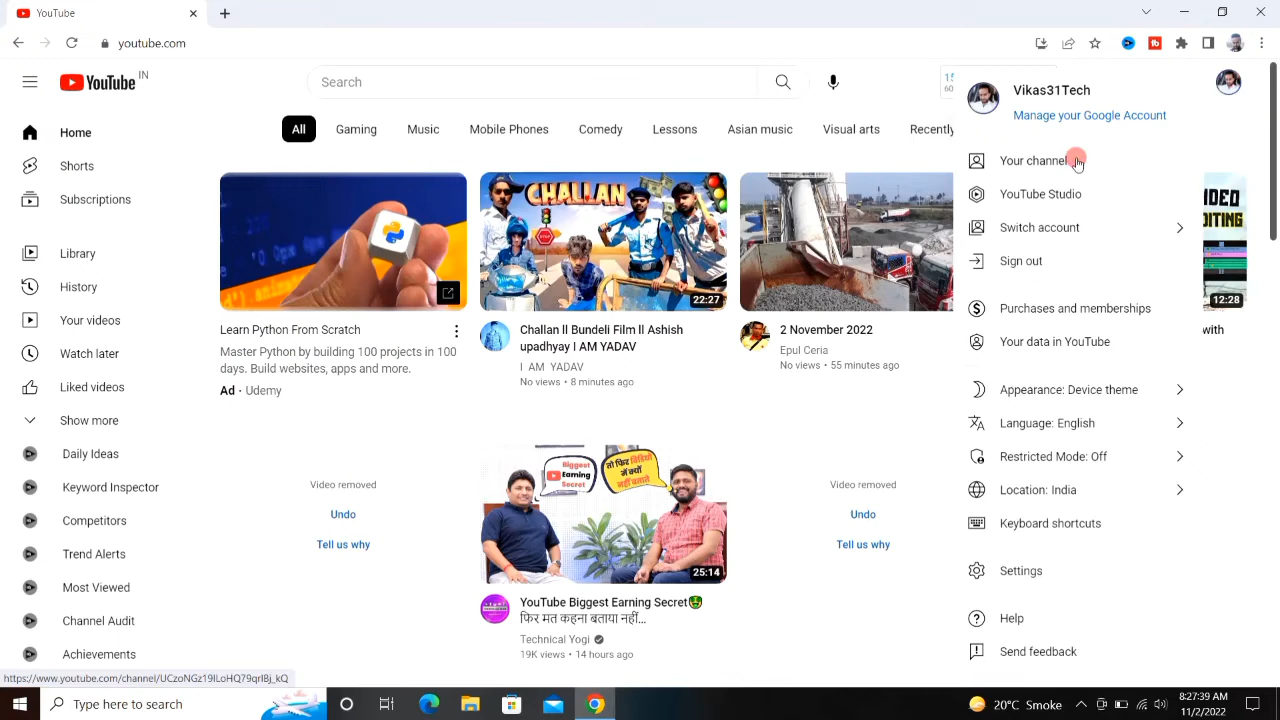 YouTube
youtube.com
YouTube IN
Search
15
60
Vikas31Tech
Manage your Google Account
Home
Shorts
Subscriptions
Library
History
Your videos
Watch later
Liked videos
Show more
Daily Ideas
Keyword Inspector
Competitors
Trend Alerts
Most Viewed
Channel Audit
Achievements
All
Gaming
Music
Mobile Phones
Comedy
Lessons
Asian music
Visual arts
Recently
Learn Python From Scratch
Master Python by building 100 projects in 100
days. Build websites, apps and more.
Ad · Udemy
CHALLAN
22:27
Challan ll Bundeli Film ll Ashish
upadhyay I AM YADAV
I AM YADAV
No views • 8 minutes ago
2 November 2022
Epul Ceria
No views • 55 minutes ago
Video removed
Undo
Tell us why
Biggest
Earning
Secret
25:14
YouTube Biggest Earning Secret🤑
फिर मत कहना बताया नहीं...
Technical Yogi
19K views • 14 hours ago
Video removed
Undo
Tell us why
Your channel
YouTube Studio
Switch account
Sign out
Purchases and memberships
Your data in YouTube
Appearance: Device theme
Language: English
Restricted Mode: Off
Location: India
Keyboard shortcuts
Settings
Help
Send feedback
12:28
with
https://www.youtube.com/channel/UCzoNGz19ILoHQ79qrIBj_kQ
Type here to search
20°C Smoke
8:27:39 AM
11/2/2022